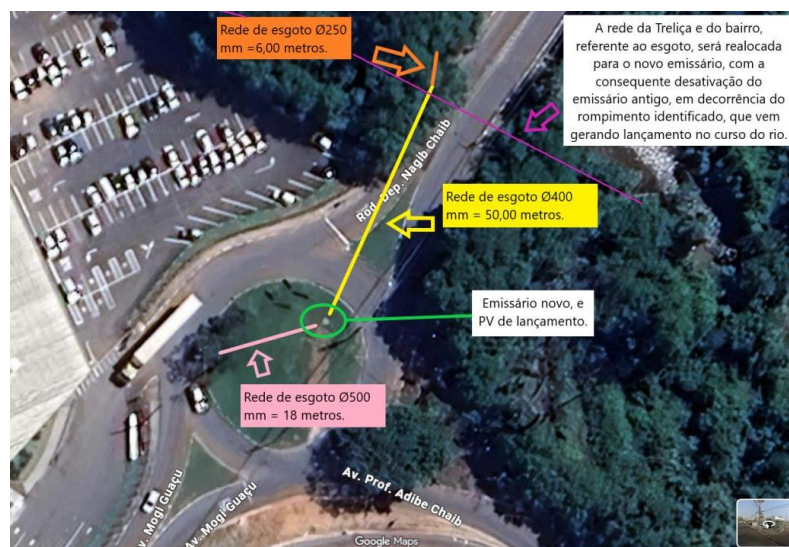 Rede de esgoto Ø250
mm =6,00 metros.
A rede da Treliça e do bairro,
referente ao esgoto, será realocada
para o novo emissário, com a
consequente desativação do
emissário antigo, em decorrência do
rompimento identificado, que vem
gerando lançamento no curso do rio.
Rod. Dep. Nagib Chaib
Rede de esgoto Ø400
mm = 50,00 metros.
Emissário novo, e
PV de lançamento.
Rede de esgoto Ø500
mm = 18 metros.
Av. Prof. Adibe Chaib
v. Mogi Guaçu
Av. Mogi Guaçu
Google Maps